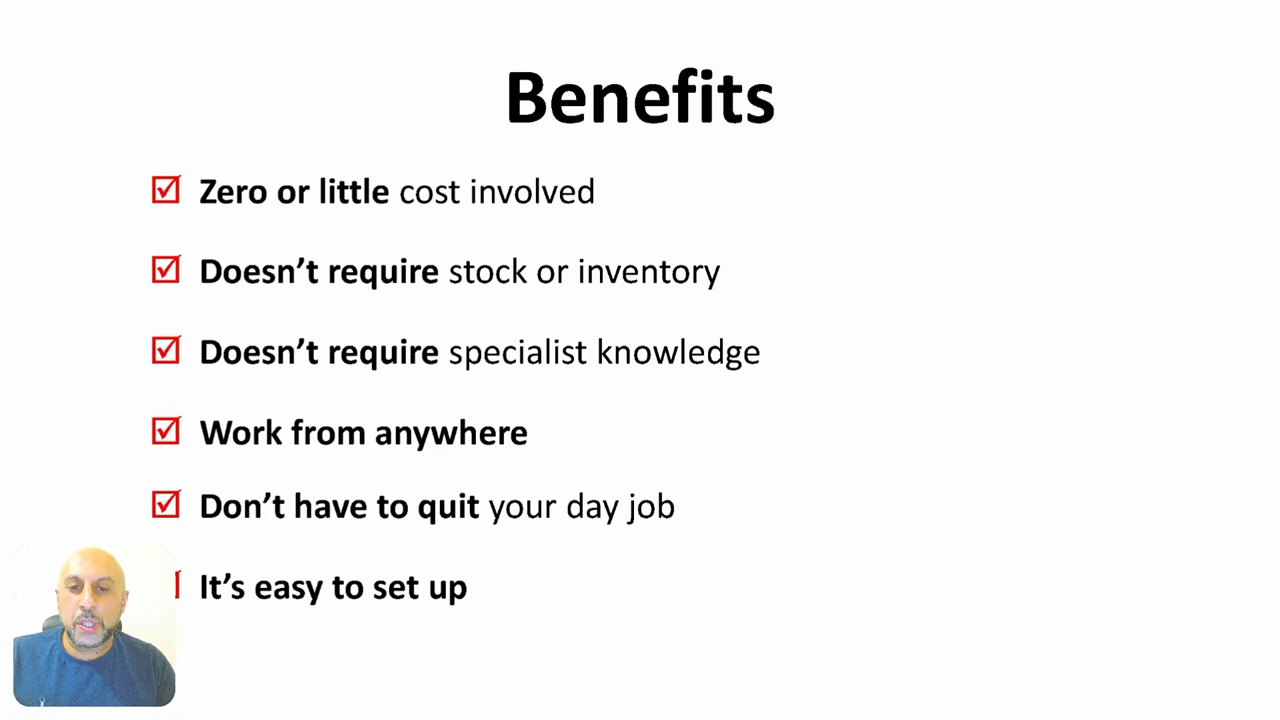 Benefits
Zero or little cost involved
Doesn’t require stock or inventory
Doesn’t require specialist knowledge
Work from anywhere
Don’t have to quit your day job
It’s easy to set up